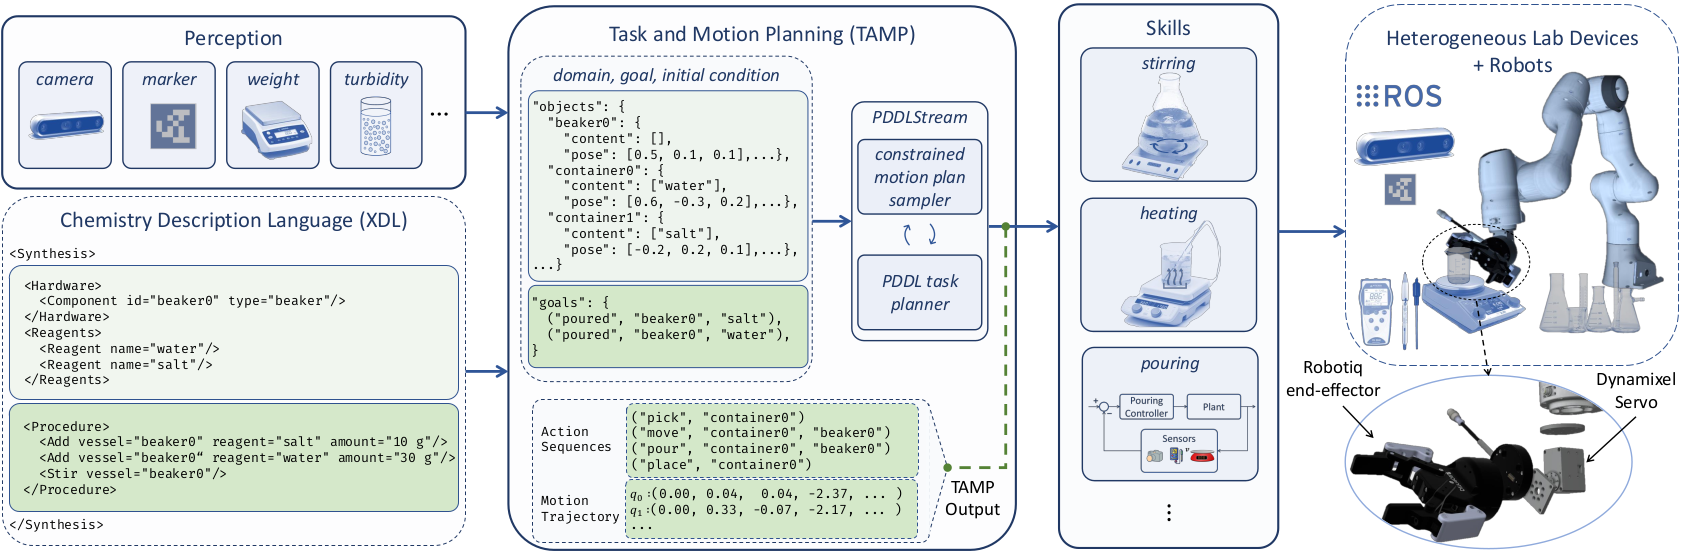 Perception
camera
marker
weight
turbidity
...
Chemistry Description Language (XDL)
<Synthesis>
<Hardware>
<Component id="beaker0" type="beaker"/>
</Hardware>
<Reagents>
<Reagent name="water"/>
<Reagent name="salt"/>
</Reagents>
<Procedure>
<Add vessel="beaker0" reagent="salt" amount="10 g"/>
<Add vessel="beaker0“ reagent="water" amount="30 g"/>
<Stir vessel="beaker0"/>
</Procedure>
</Synthesis>
Task and Motion Planning (TAMP)
domain, goal, initial condition
"objects": {
"beaker0": {
"content": [],
"pose": [0.5, 0.1, 0.1],...},
"container0": {
"content": ["water"],
"pose": [0.6, -0.3, 0.2],...},
"container1": {
"content": ["salt"],
"pose": [-0.2, 0.2, 0.1],...},
...}
"goals": {
("poured", "beaker0", "salt"),
("poured", "beaker0", "water"),
}
PDDLStream
constrained
motion plan
sampler
PDDL task
planner
Action
Sequences
("pick", "container0")
("move", "container0", "beaker0")
("pour", "container0", "beaker0")
("place", "container0")
Motion
Trajectory
q₀:(0.00, 0.04, 0.04, -2.37, ... )
q₁:(0.00, 0.33, -0.07, -2.17, ... )
...
TAMP
Output
Skills
stirring
heating
pouring
+
−
Pouring
Controller
Plant
Sensors
Heterogeneous Lab Devices
+ Robots
ROS
Robotiq
end-effector
Dynamixel
Servo